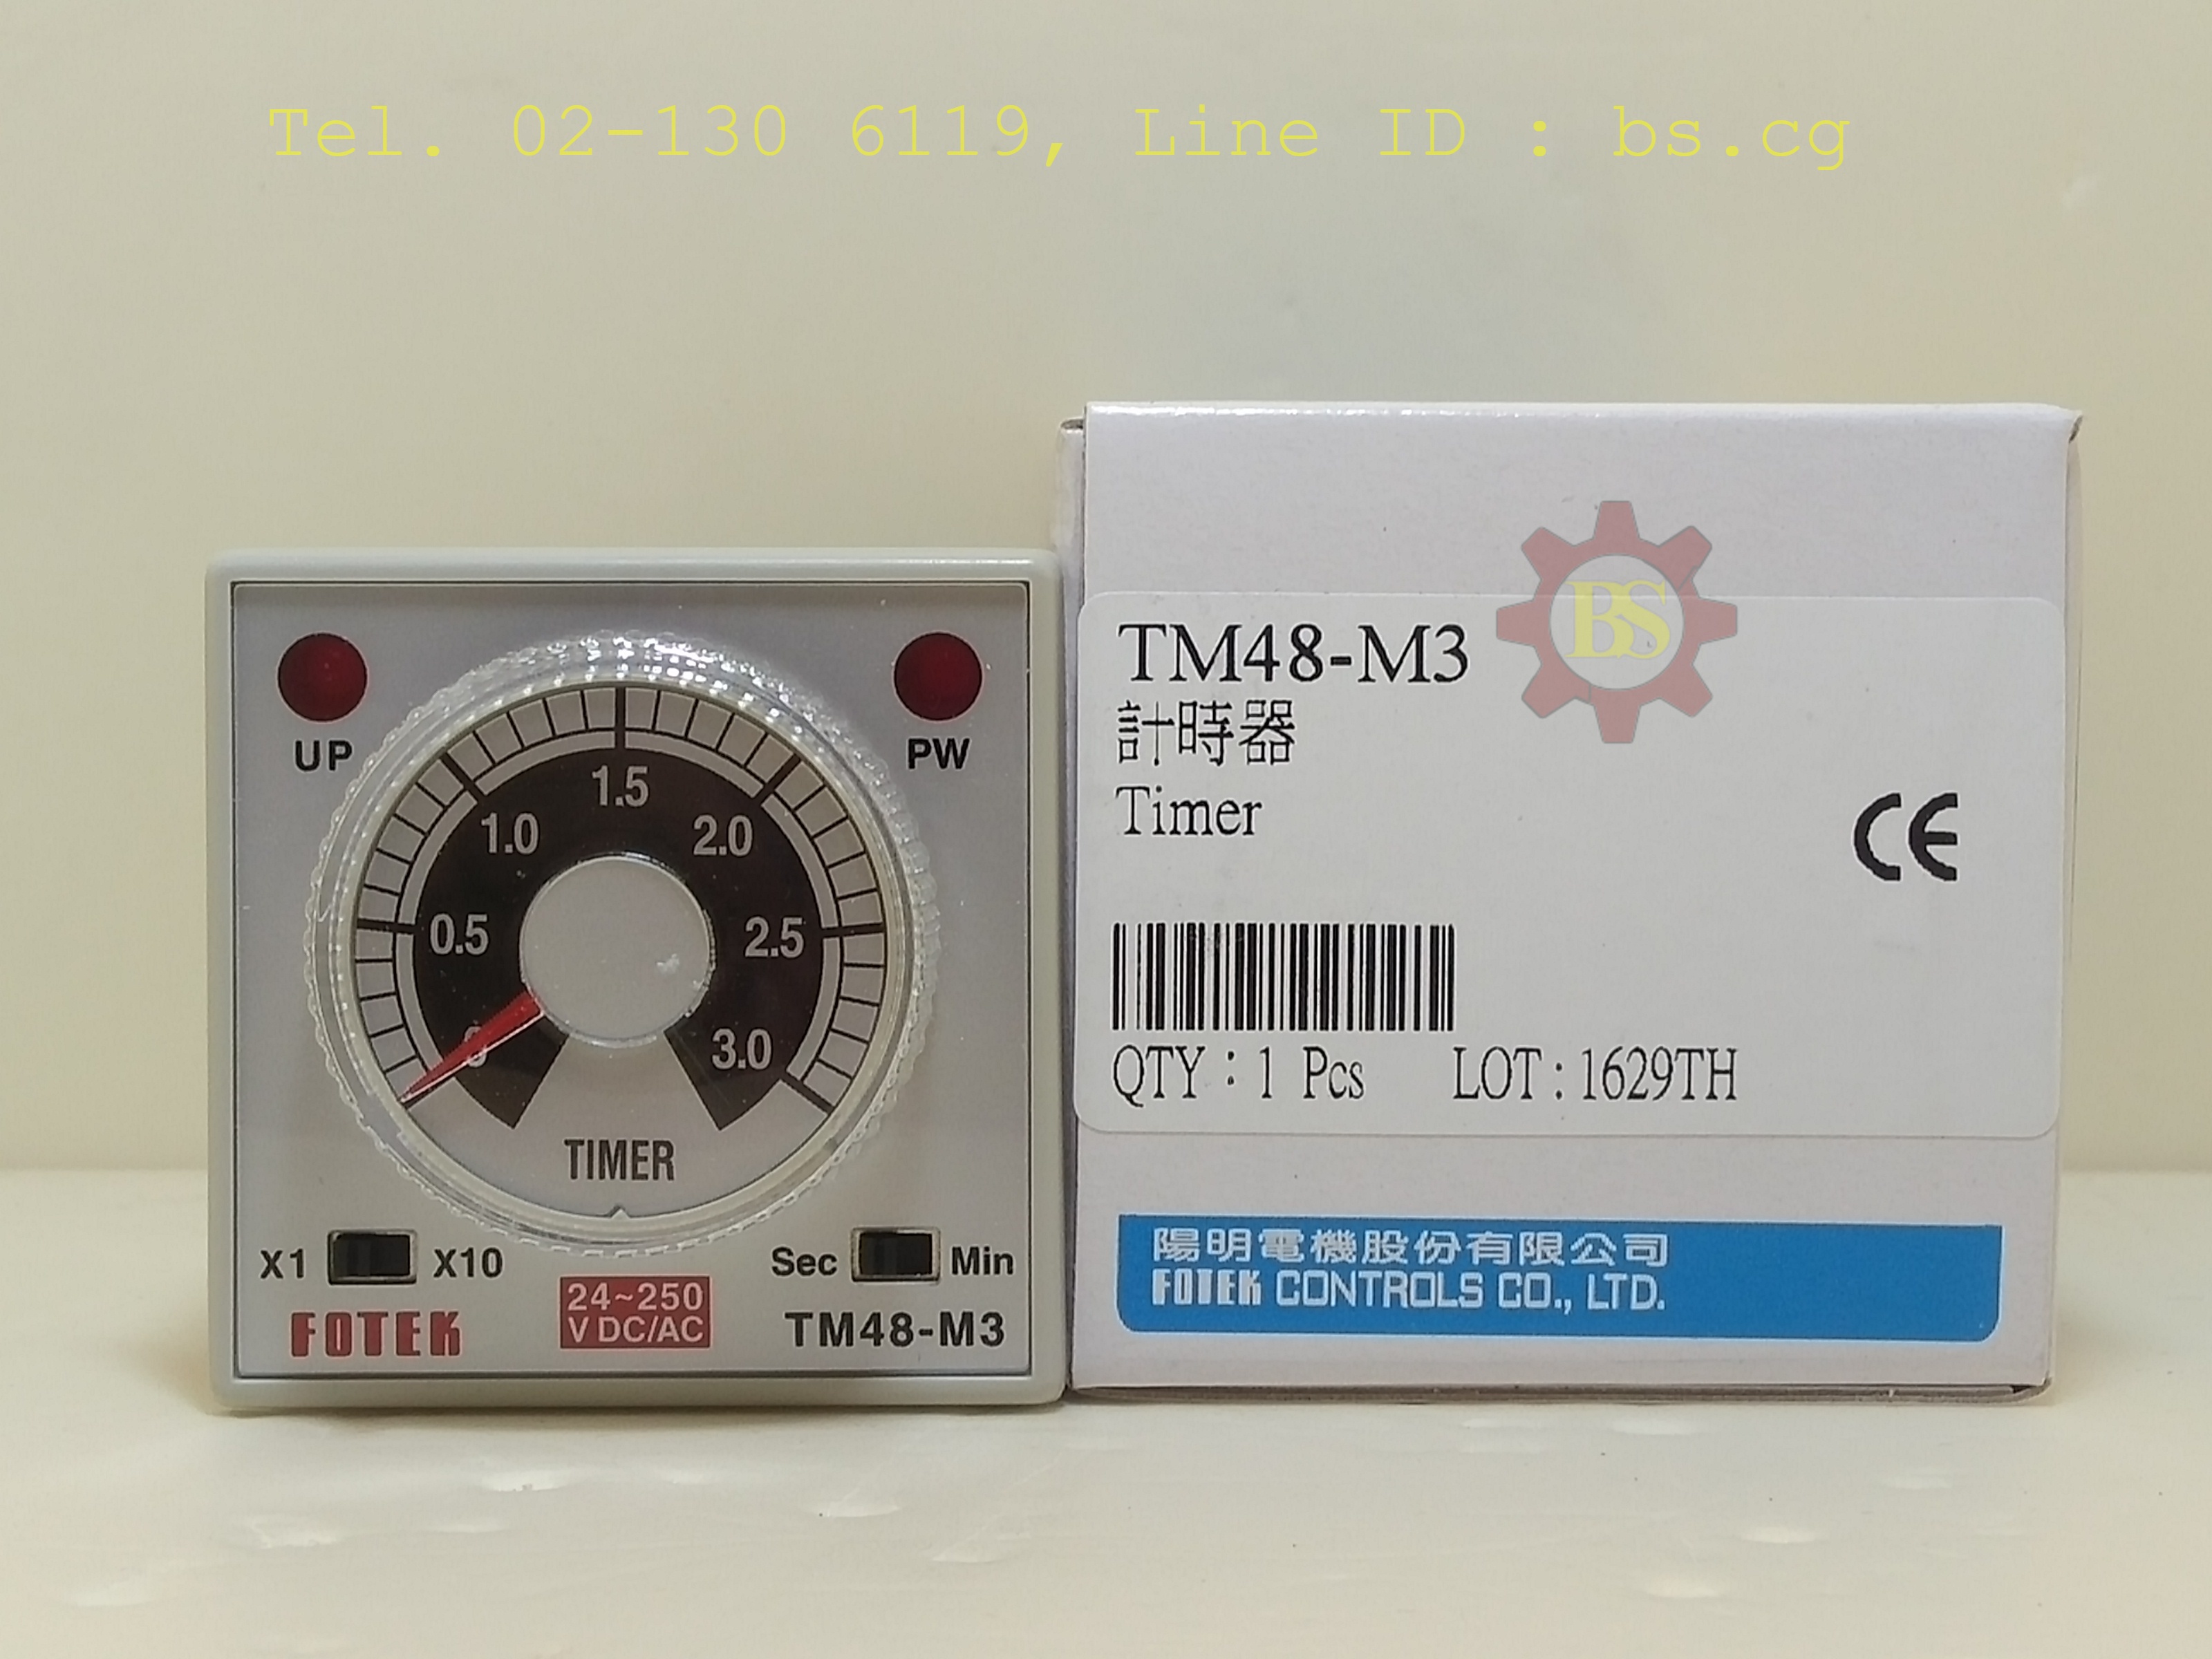 Tel. 02-130 6119, Line ID : bs.cg
UP
PW
0
0.5
1.0
1.5
2.0
2.5
3.0
TIMER
X1 X10
Sec Min
FOTEK
24~250
V DC/AC
TM48-M3
BS
TM48-M3
計時器
Timer
CE
QTY：1 Pcs LOT : 1629TH
陽明電機股份有限公司
FOTEK CONTROLS CO., LTD.